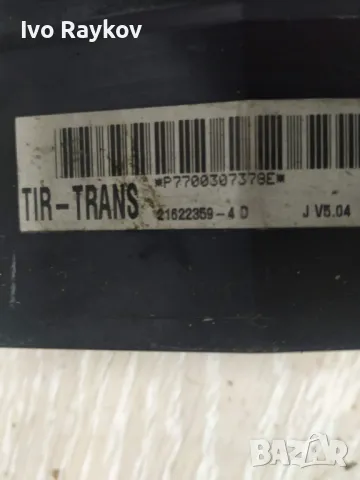 Ivo Raykov
*P7700307378E*
TIR-TRANS 21622359-4 D J V5.04
BAZAR